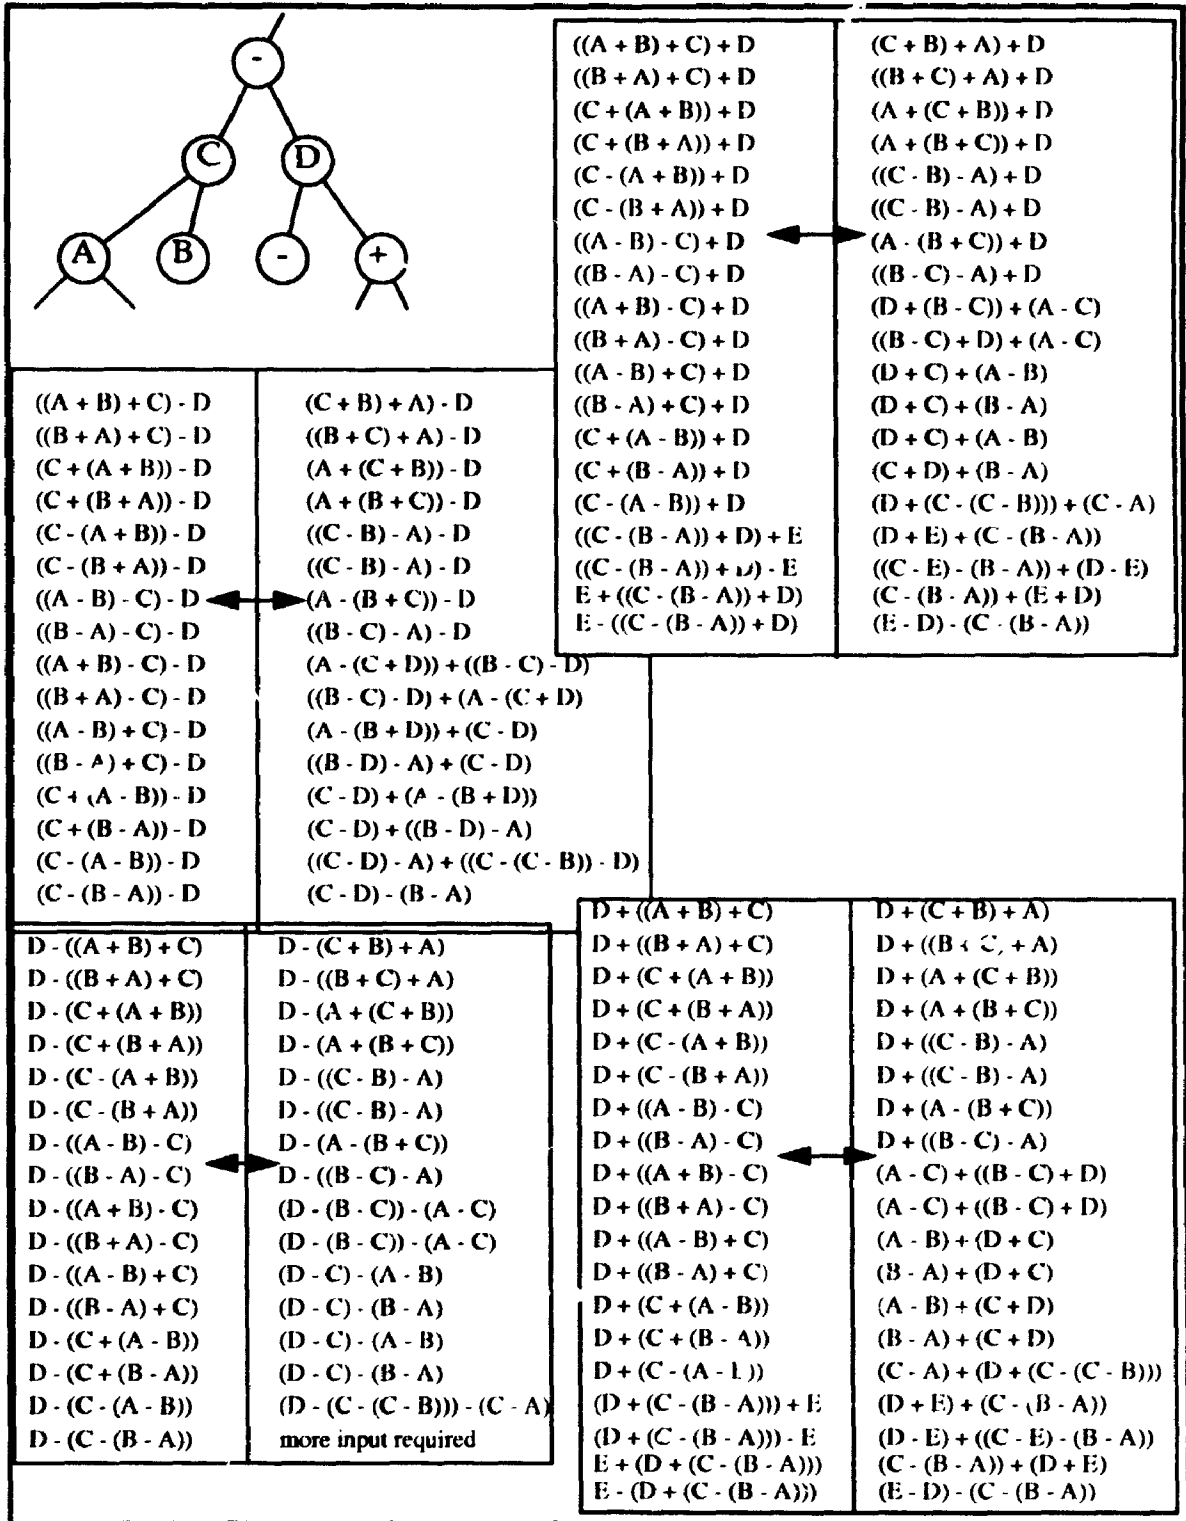 -
C D
A B - +
((A + B) + C) + D (C + B) + A) + D
((B + A) + C) + D ((B + C) + A) + D
(C + (A + B)) + D (A + (C + B)) + D
(C + (B + A)) + D (A + (B + C)) + D
(C - (A + B)) + D ((C - B) - A) + D
(C - (B + A)) + D ((C - B) - A) + D
((A - B) - C) + D (A - (B + C)) + D
((B - A) - C) + D ((B - C) - A) + D
((A + B) - C) + D (D + (B - C)) + (A - C)
((B + A) - C) + D ((B - C) + D) + (A - C)
((A - B) + C) + D (D + C) + (A - B)
((B - A) + C) + D (D + C) + (B - A)
(C + (A - B)) + D (D + C) + (A - B)
(C + (B - A)) + D (C + D) + (B - A)
(C - (A - B)) + D (D + (C - (C - B))) + (C - A)
((C - (B - A)) + D) + E (D + E) + (C - (B - A))
((C - (B - A)) + D) - E ((C - E) - (B - A)) + (D - E)
E + ((C - (B - A)) + D) (C - (B - A)) + (E + D)
E - ((C - (B - A)) + D) (E - D) - (C - (B - A))
((A + B) + C) - D (C + B) + A) - D
((B + A) + C) - D ((B + C) + A) - D
(C + (A + B)) - D (A + (C + B)) - D
(C + (B + A)) - D (A + (B + C)) - D
(C - (A + B)) - D ((C - B) - A) - D
(C - (B + A)) - D ((C - B) - A) - D
((A - B) - C) - D (A - (B + C)) - D
((B - A) - C) - D ((B - C) - A) - D
((A + B) - C) - D (A - (C + D)) + ((B - C) - D)
((B + A) - C) - D ((B - C) - D) + (A - (C + D)
((A - B) + C) - D (A - (B + D)) + (C - D)
((B - A) + C) - D ((B - D) - A) + (C - D)
(C + (A - B)) - D (C - D) + (A - (B + D))
(C + (B - A)) - D (C - D) + ((B - D) - A)
(C - (A - B)) - D ((C - D) - A) + ((C - (C - B)) - D)
(C - (B - A)) - D (C - D) - (B - A)
D - ((A + B) + C) D - (C + B) + A)
D - ((B + A) + C) D - ((B + C) + A)
D - (C + (A + B)) D - (A + (C + B))
D - (C + (B + A)) D - (A + (B + C))
D - (C - (A + B)) D - ((C - B) - A)
D - (C - (B + A)) D - ((C - B) - A)
D - ((A - B) - C) D - (A - (B + C))
D - ((B - A) - C) D - ((B - C) - A)
D - ((A + B) - C) (D - (B - C)) - (A - C)
D - ((B + A) - C) (D - (B - C)) - (A - C)
D - ((A - B) + C) (D - C) - (A - B)
D - ((B - A) + C) (D - C) - (B - A)
D - (C + (A - B)) (D - C) - (A - B)
D - (C + (B - A)) (D - C) - (B - A)
D - (C - (A - B)) (D - (C - (C - B))) - (C - A)
D - (C - (B - A)) more input required
D + ((A + B) + C) D + (C + B) + A)
D + ((B + A) + C) D + ((B + C) + A)
D + (C + (A + B)) D + (A + (C + B))
D + (C + (B + A)) D + (A + (B + C))
D + (C - (A + B)) D + ((C - B) - A)
D + (C - (B + A)) D + ((C - B) - A)
D + ((A - B) - C) D + (A - (B + C))
D + ((B - A) - C) D + ((B - C) - A)
D + ((A + B) - C) (A - C) + ((B - C) + D)
D + ((B + A) - C) (A - C) + ((B - C) + D)
D + ((A - B) + C) (A - B) + (D + C)
D + ((B - A) + C) (B - A) + (D + C)
D + (C + (A - B)) (A - B) + (C + D)
D + (C + (B - A)) (B - A) + (C + D)
D + (C - (A - B)) (C - A) + (D + (C - (C - B)))
(D + (C - (B - A))) + E (D + E) + (C - (B - A))
(D + (C - (B - A))) - E (D - E) + ((C - E) - (B - A))
E + (D + (C - (B - A))) (C - (B - A)) + (D + E)
E - (D + (C - (B - A))) (E - D) - (C - (B - A))